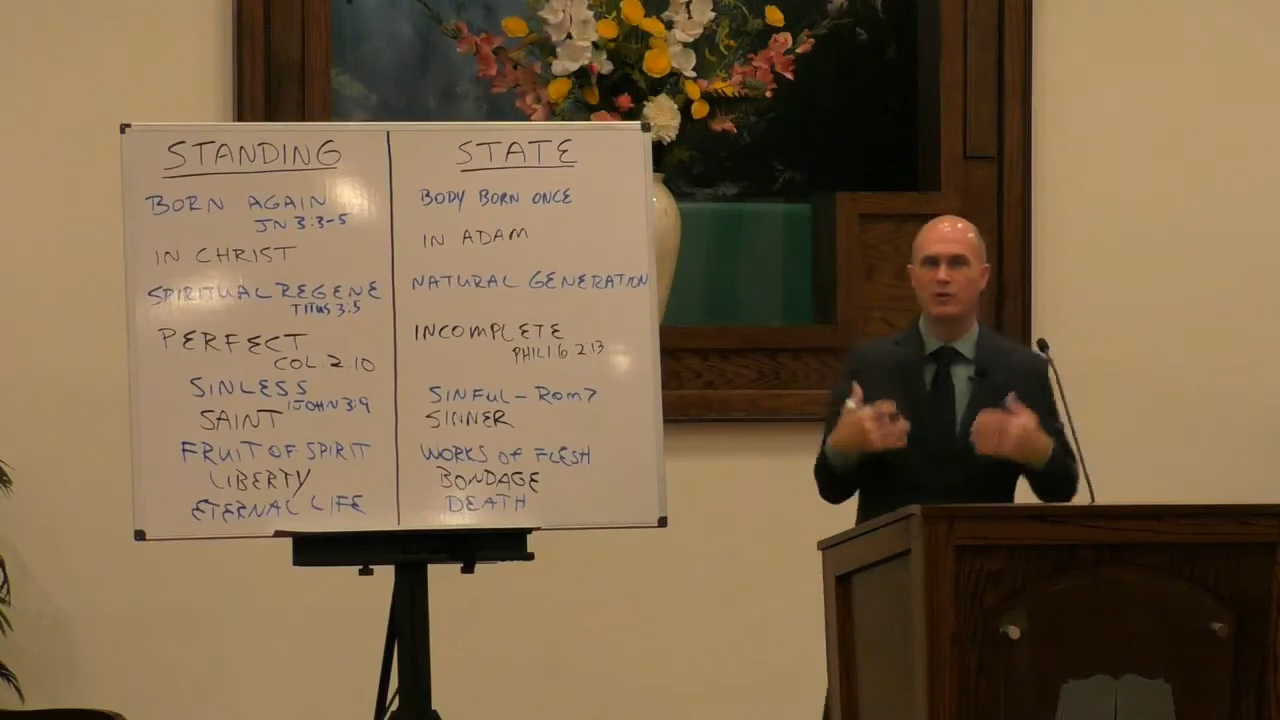 STANDING
BORN AGAIN
JN 3:3-5
IN CHRIST
SPIRITUAL REGENE
TITUS 3:5
PERFECT
COL. 2:10
SINLESS
1JOHN 3:9
SAINT
FRUIT OF SPIRIT
LIBERTY
ETERNAL LIFE
STATE
BODY BORN ONCE
IN ADAM
NATURAL GENERATION
INCOMPLETE
PHIL 1:6 2:13
SINFUL - ROM 7
SINNER
WORKS OF FLESH
BONDAGE
DEATH